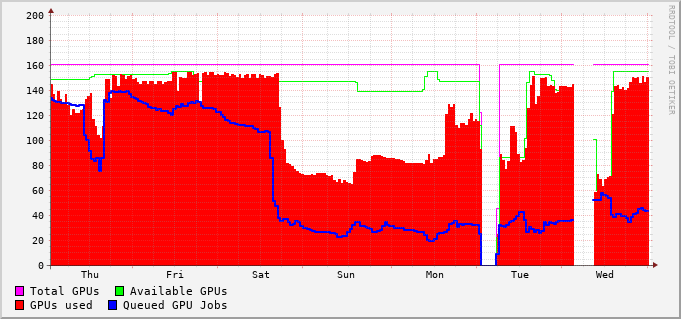 200
180
160
140
120
100
80
60
40
20
0
Thu Fri Sat Sun Mon Tue Wed
Total GPUs Available GPUs
GPUs used Queued GPU Jobs
RRDTOOL / TOBI OETIKER